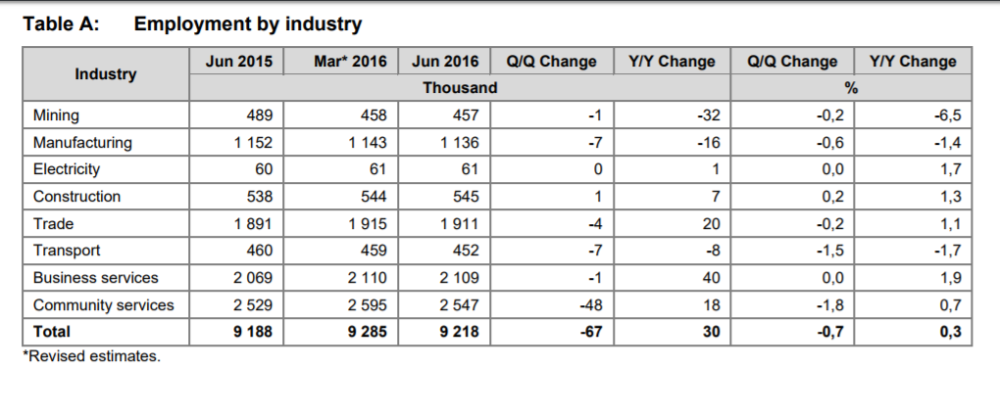 Table A: Employment by industry
Industry Jun 2015 Mar* 2016 Jun 2016 Q/Q Change Y/Y Change Q/Q Change Y/Y Change
Thousand %
Mining 489 458 457 -1 -32 -0,2 -6,5
Manufacturing 1 152 1 143 1 136 -7 -16 -0,6 -1,4
Electricity 60 61 61 0 1 0,0 1,7
Construction 538 544 545 1 7 0,2 1,3
Trade 1 891 1 915 1 911 -4 20 -0,2 1,1
Transport 460 459 452 -7 -8 -1,5 -1,7
Business services 2 069 2 110 2 109 -1 40 0,0 1,9
Community services 2 529 2 595 2 547 -48 18 -1,8 0,7
Total 9 188 9 285 9 218 -67 30 -0,7 0,3
*Revised estimates.